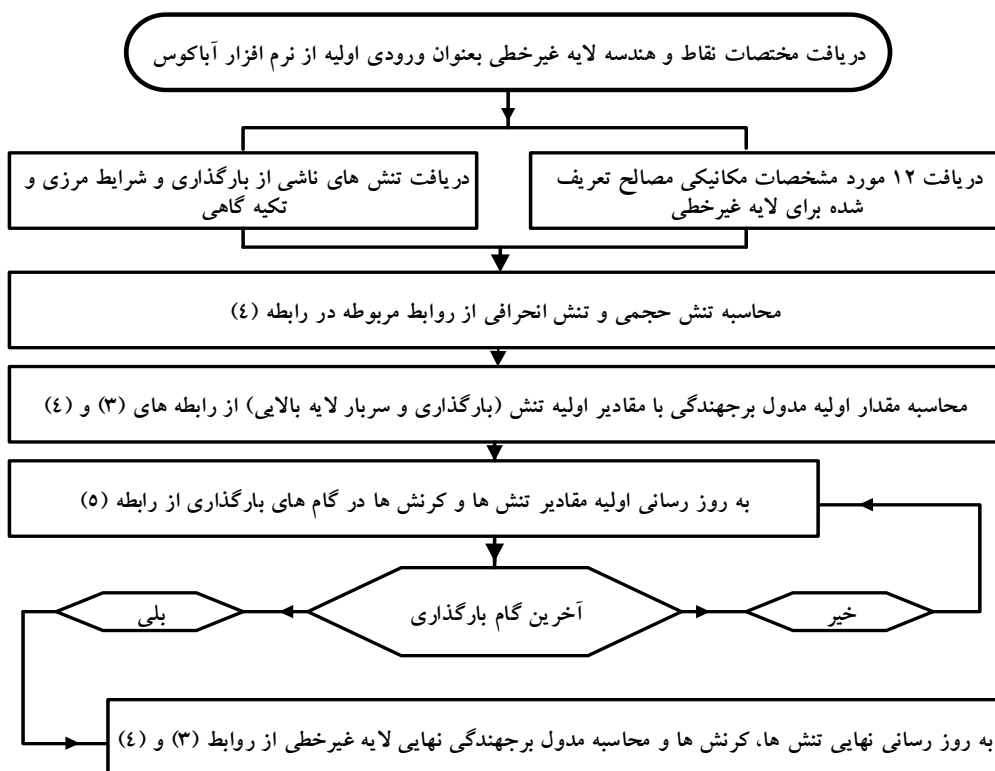 دریافت مختصات نقاط و هندسه لایه غیرخطی بعنوان ورودی اولیه از نرم افزار آباکوس
دریافت ۱۲ مورد مشخصات مکانیکی مصالح تعریف
شده برای لایه غیرخطی
دریافت تنش های ناشی از بارگذاری و شرایط مرزی و
تکیه گاهی
محاسبه تنش حجمی و تنش انحرافی از روابط مربوطه در رابطه (٤)
محاسبه مقدار اولیه مدول برجهندگی با مقادیر اولیه تنش (بارگذاری و سربار لایه بالایی) از رابطه های (۳) و (٤)
به روز رسانی اولیه مقادیر تنش ها و کرنش ها در گام های بارگذاری از رابطه (٥)
آخرین گام بارگذاری
خیر
بلی
به روز رسانی نهایی تنش ها، کرنش ها و محاسبه مدول برجهندگی نهایی لایه غیرخطی از روابط (۳) و (٤)